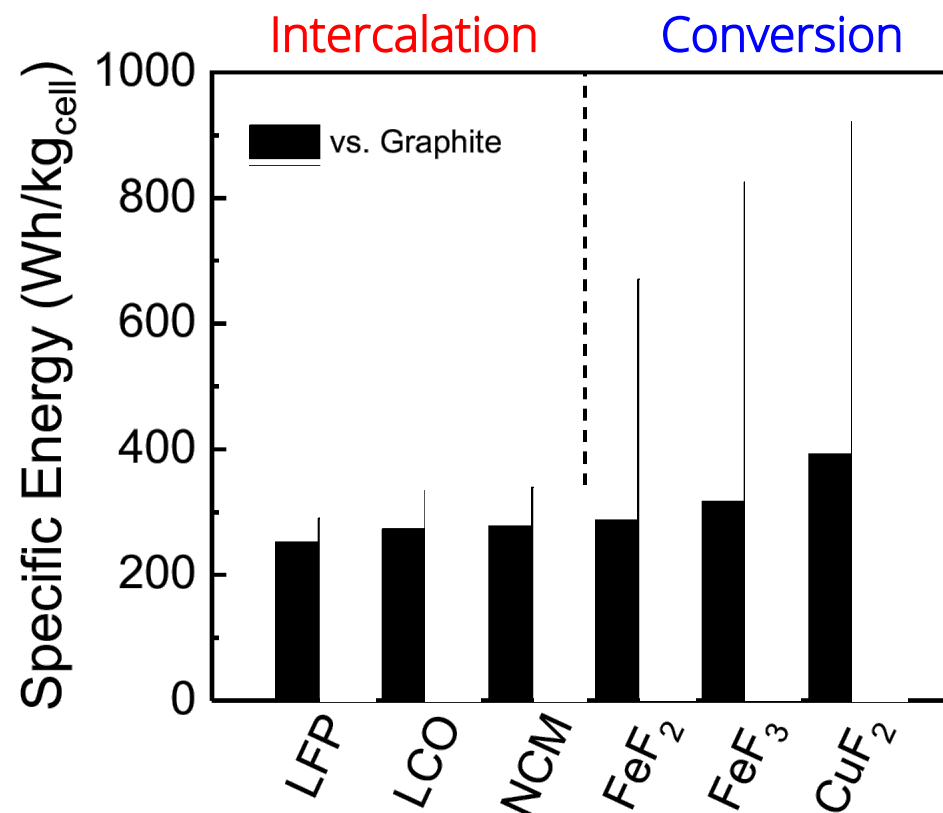 Intercalation
Conversion
Specific Energy (Wh/kgcell)
1000
800
600
400
200
0
vs. Graphite
LFP
LCO
NCM
FeF2
FeF3
CuF2